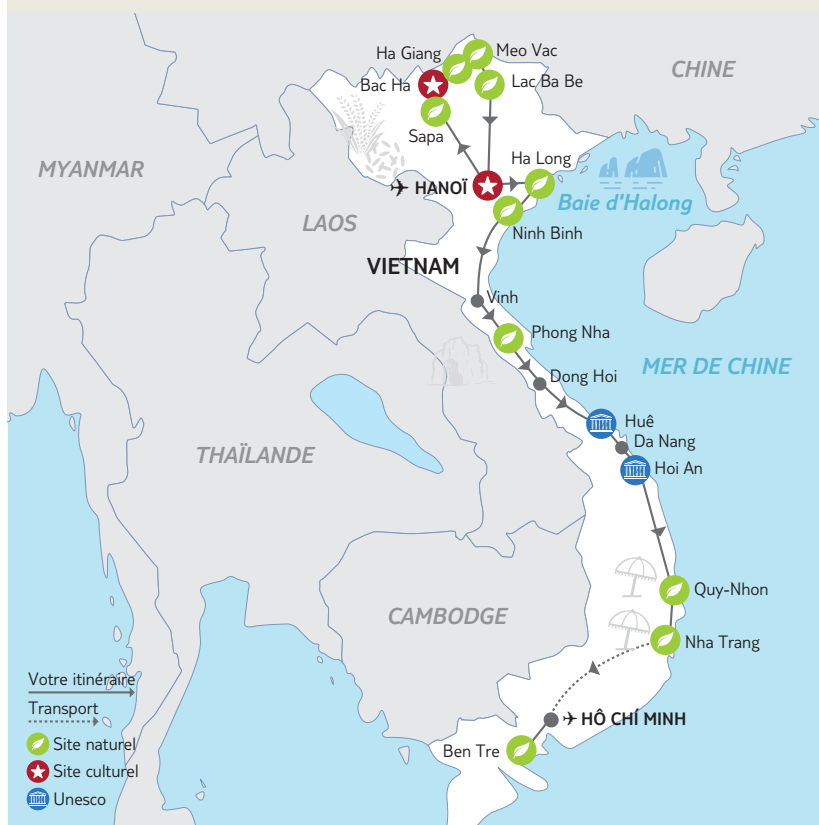 Ha Giang
Meo Vac
CHINE
Bac Ha
Lac Ba Be
Sapa
MYANMAR
Ha Long
HANOÏ
Baie d'Halong
LAOS
Ninh Binh
VIETNAM
Vinh
Phong Nha
MER DE CHINE
Dong Hoi
Huê
Da Nang
THAÏLANDE
Hoi An
Quy-Nhon
CAMBODGE
Nha Trang
Votre itinéraire
Transport
HÔ CHÍ MINH
Site naturel
Ben Tre
Site culturel
Unesco